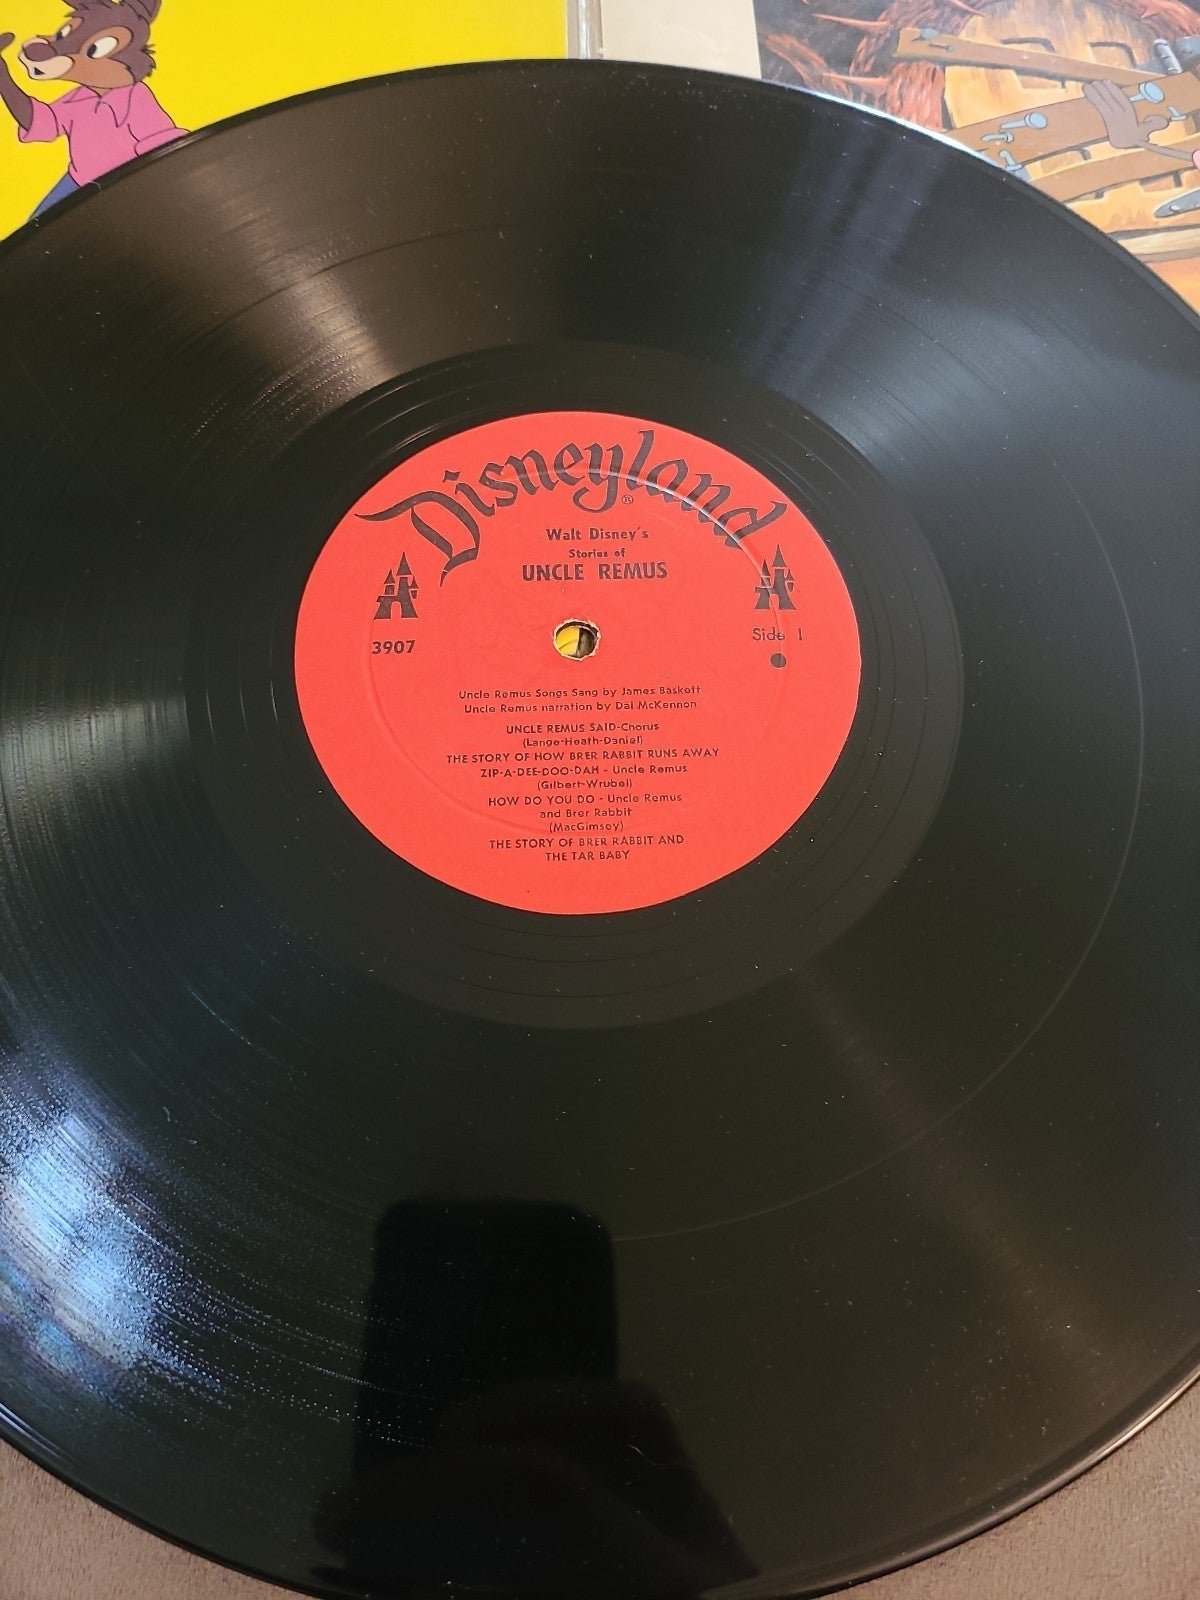 Disneyland
®
Walt Disney's
Stories of
UNCLE REMUS
3907
Side 1
Uncle Remus Songs Sang by James Baskett
Uncle Remus narration by Dal McKennon
UNCLE REMUS SAID-Chorus
(Lange-Heath-Daniel)
THE STORY OF HOW BRER RABBIT RUNS AWAY
ZIP-A-DEE-DOO-DAH - Uncle Remus
(Gilbert-Wrubel)
HOW DO YOU DO - Uncle Remus
and Brer Rabbit
(MacGimsey)
THE STORY OF BRER RABBIT AND
THE TAR BABY